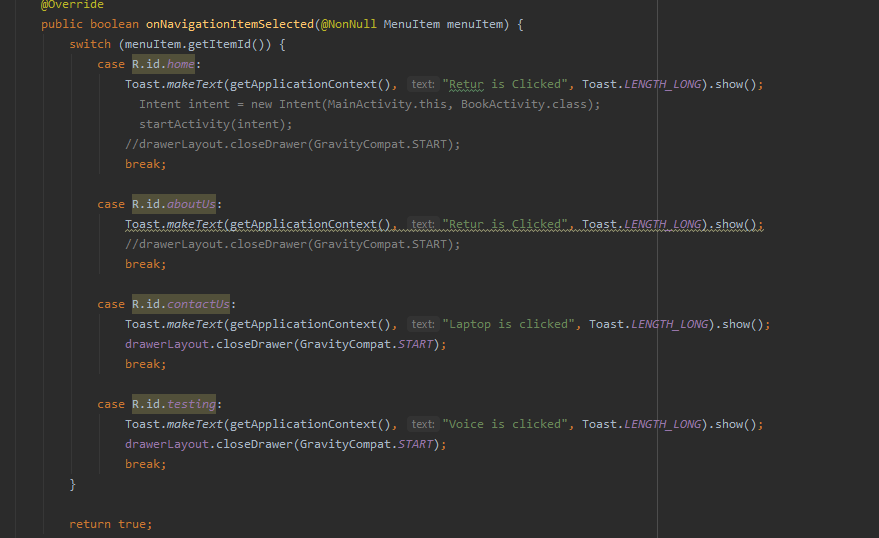 @Override
public boolean onNavigationItemSelected(@NonNull MenuItem menuItem) {
switch (menuItem.getItemId()) {
case R.id.home:
Toast.makeText(getApplicationContext(), text: "Retur is Clicked", Toast.LENGTH_LONG).show();
Intent intent = new Intent(MainActivity.this, BookActivity.class);
startActivity(intent);
//drawerLayout.closeDrawer(GravityCompat.START);
break;
case R.id.aboutUs:
Toast.makeText(getApplicationContext(), text: "Retur is Clicked", Toast.LENGTH_LONG).show();
//drawerLayout.closeDrawer(GravityCompat.START);
break;
case R.id.contactUs:
Toast.makeText(getApplicationContext(), text: "Laptop is clicked", Toast.LENGTH_LONG).show();
drawerLayout.closeDrawer(GravityCompat.START);
break;
case R.id.testing:
Toast.makeText(getApplicationContext(), text: "Voice is clicked", Toast.LENGTH_LONG).show();
drawerLayout.closeDrawer(GravityCompat.START);
break;
}
return true;